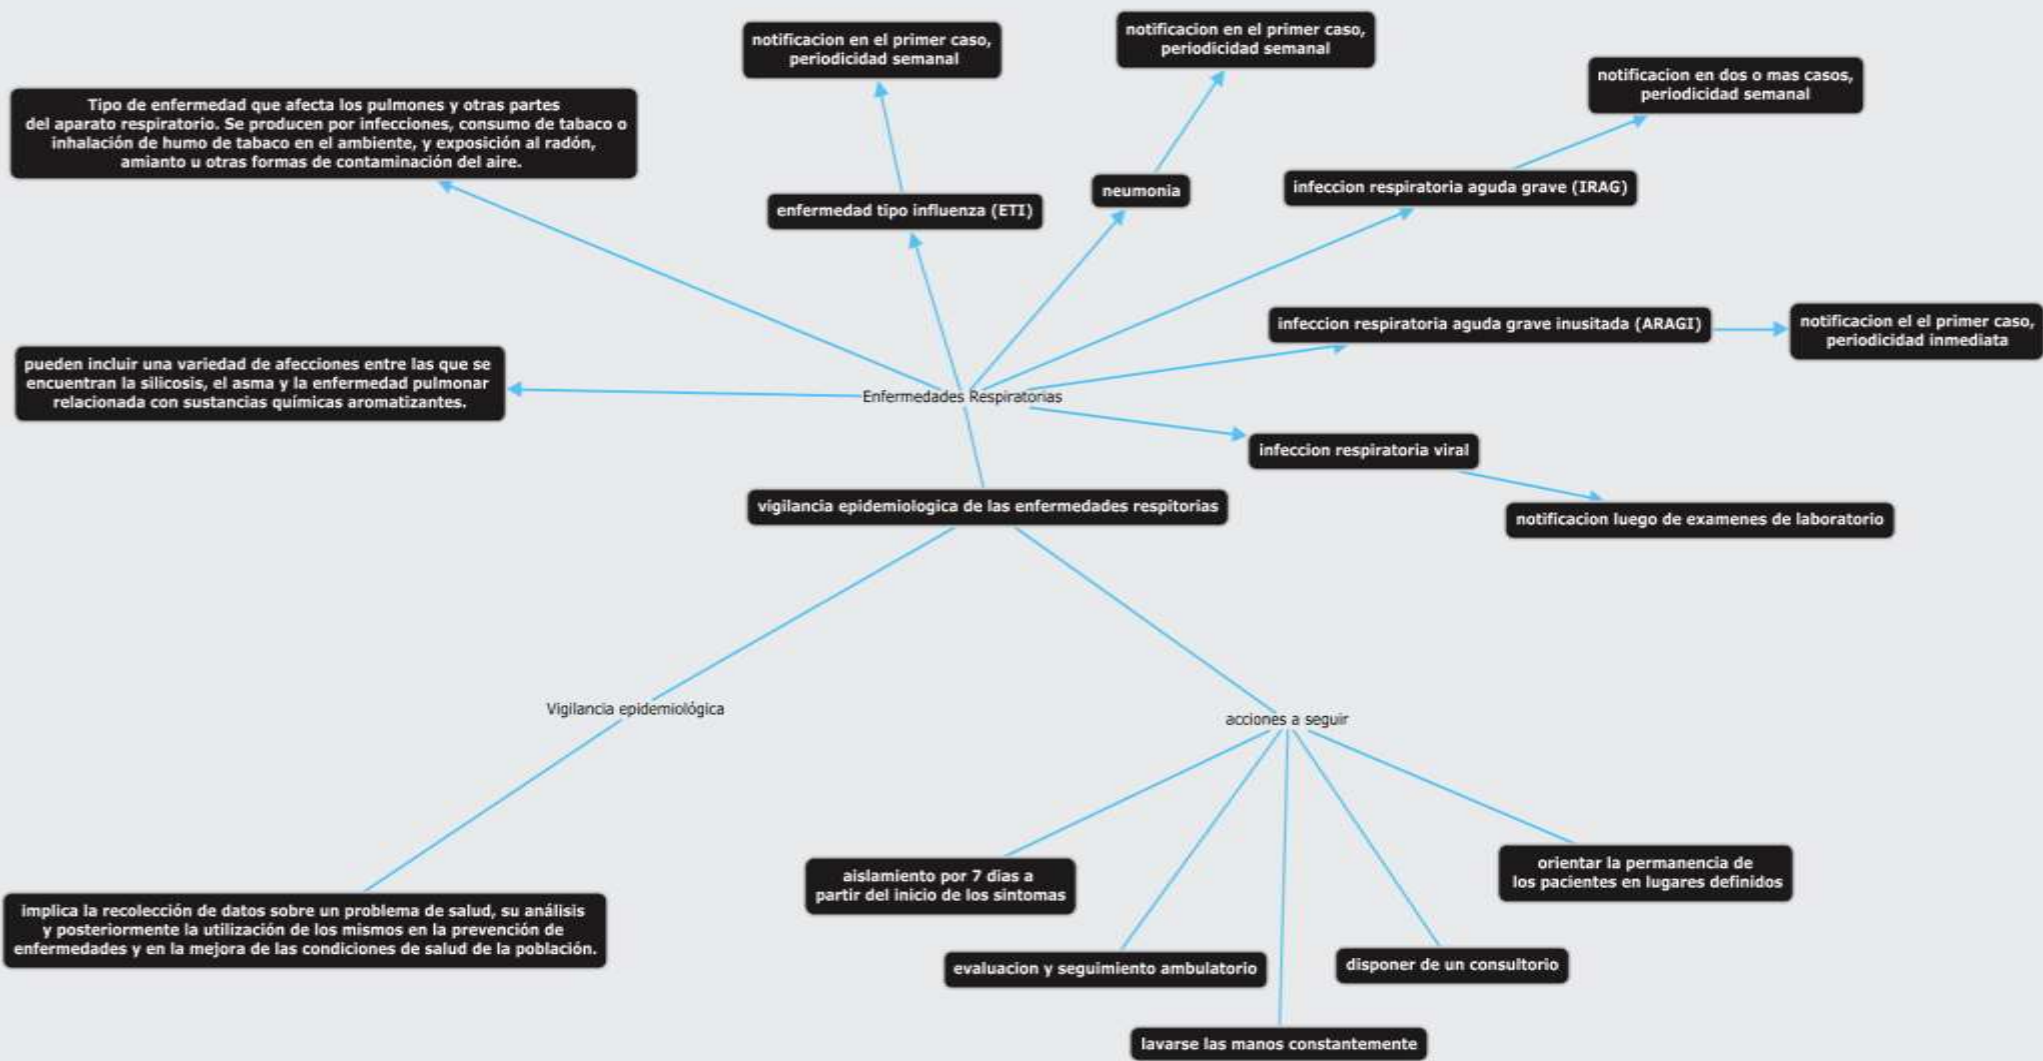 notificacion en el primer caso,
periodicidad semanal
notificacion en el primer caso,
periodicidad semanal
notificacion en dos o mas casos,
periodicidad semanal
Tipo de enfermedad que afecta los pulmones y otras partes
del aparato respiratorio. Se producen por infecciones, consumo de tabaco o
inhalación de humo de tabaco en el ambiente, y exposición al radón,
amianto u otras formas de contaminación del aire.
enfermedad tipo influenza (ETI)
neumonia
infeccion respiratoria aguda grave (IRAG)
infeccion respiratoria aguda grave inusitada (ARAGI)
notificacion el el primer caso,
periodicidad inmediata
pueden incluir una variedad de afecciones entre las que se
encuentran la silicosis, el asma y la enfermedad pulmonar
relacionada con sustancias químicas aromatizantes.
Enfermedades Respiratorias
infeccion respiratoria viral
vigilancia epidemiologica de las enfermedades respitorias
notificacion luego de examenes de laboratorio
Vigilancia epidemiológica
acciones a seguir
aislamiento por 7 dias a
partir del inicio de los sintomas
orientar la permanencia de
los pacientes en lugares definidos
implica la recolección de datos sobre un problema de salud, su análisis
y posteriormente la utilización de los mismos en la prevención de
enfermedades y en la mejora de las condiciones de salud de la población.
evaluacion y seguimiento ambulatorio
disponer de un consultorio
lavarse las manos constantemente